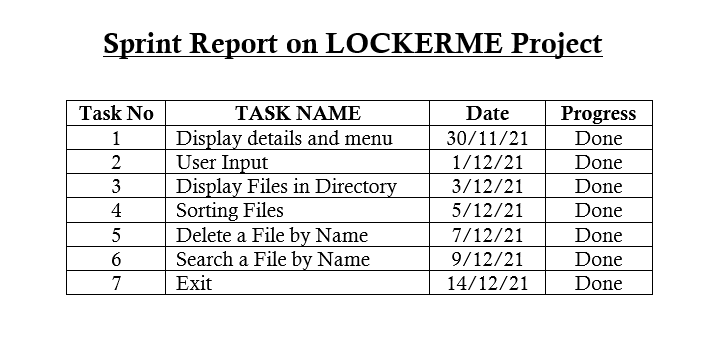 Sprint Report on LOCKERME Project
Task No TASK NAME Date Progress
1 Display details and menu 30/11/21 Done
2 User Input 1/12/21 Done
3 Display Files in Directory 3/12/21 Done
4 Sorting Files 5/12/21 Done
5 Delete a File by Name 7/12/21 Done
6 Search a File by Name 9/12/21 Done
7 Exit 14/12/21 Done